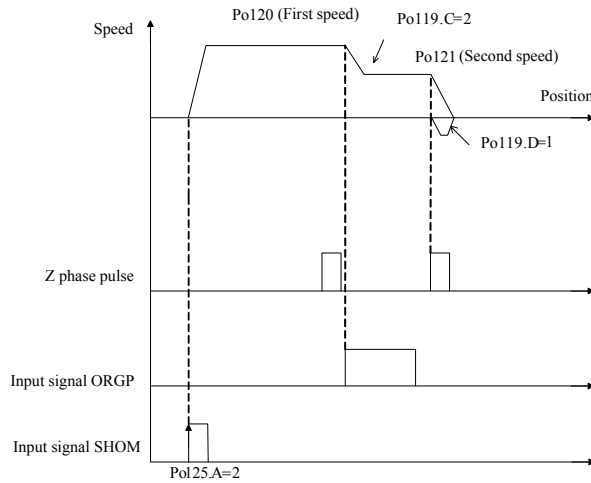 Po120 (First speed)
Po119.C=2
Speed
Po121 (Second speed)
Position
Po119.D=1
Z phase pulse
Input signal ORGP
Input signal SHOM
Po125.A=2